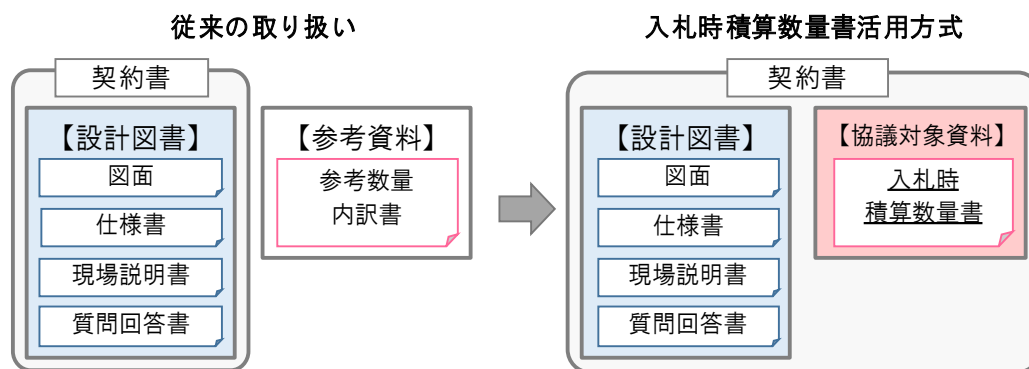 従来の取り扱い
契約書
【設計図書】
図面
仕様書
現場説明書
質問回答書
【参考資料】
参考数量
内訳書
入札時積算数量書活用方式
契約書
【設計図書】
図面
仕様書
現場説明書
質問回答書
【協議対象資料】
入札時
積算数量書